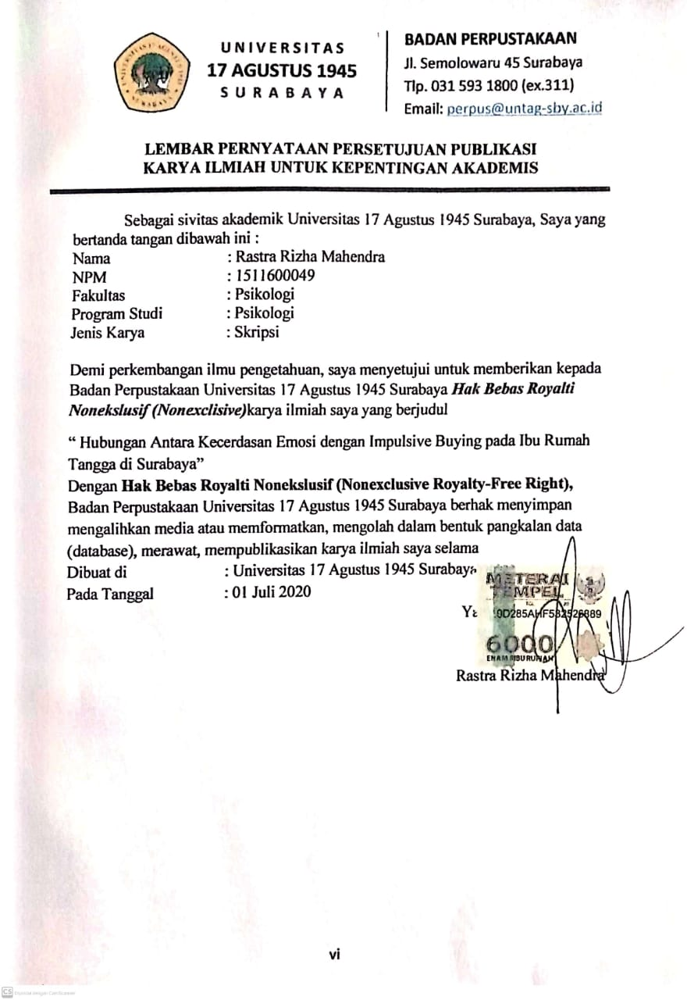 UNIVERSITAS
17 AGUSTUS 1945
SURABAYA
BADAN PERPUSTAKAAN
Jl. Semolowaru 45 Surabaya
Tlp. 031 593 1800 (ex.311)
Email: perpus@untag-sby.ac.id
LEMBAR PERNYATAAN PERSETUJUAN PUBLIKASI
KARYA ILMIAH UNTUK KEPENTINGAN AKADEMIS
Sebagai sivitas akademik Universitas 17 Agustus 1945 Surabaya, Saya yang
bertanda tangan dibawah ini :
Nama : Rastra Rizha Mahendra
NPM : 1511600049
Fakultas : Psikologi
Program Studi : Psikologi
Jenis Karya : Skripsi
Demi perkembangan ilmu pengetahuan, saya menyetujui untuk memberikan kepada
Badan Perpustakaan Universitas 17 Agustus 1945 Surabaya Hak Bebas Royalti
Nonekslusif (Nonexclisive)karya ilmiah saya yang berjudul
“ Hubungan Antara Kecerdasan Emosi dengan Impulsive Buying pada Ibu Rumah
Tangga di Surabaya”
Dengan Hak Bebas Royalti Nonekslusif (Nonexclusive Royalty-Free Right),
Badan Perpustakaan Universitas 17 Agustus 1945 Surabaya berhak menyimpan
mengalihkan media atau memformatkan, mengolah dalam bentuk pangkalan data
(database), merawat, mempublikasikan karya ilmiah saya selama
Dibuat di : Universitas 17 Agustus 1945 Surabaya
Pada Tanggal : 01 Juli 2020
METERAI
TEMPEL
6000
ENAM RIBU RUPIAH
Rastra Rizha Mahendra
vi
CS Dipindai dengan CamScanner